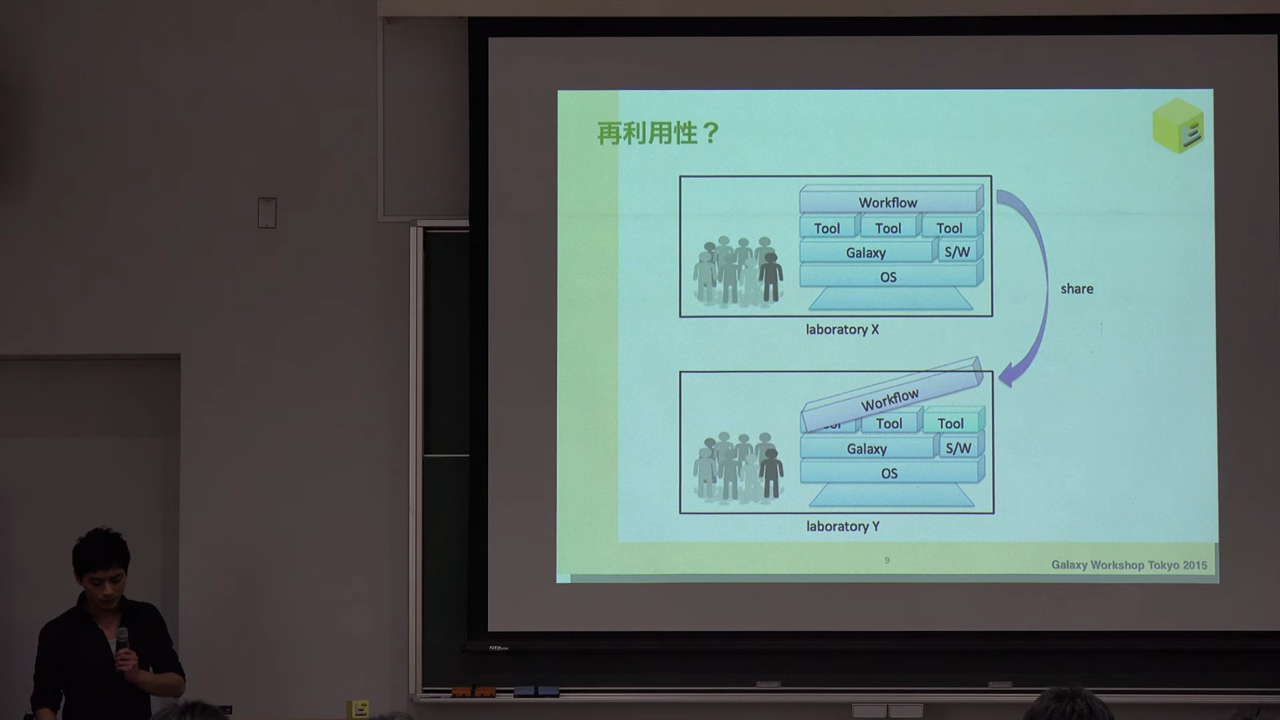 再利用性？
Workflow
Tool Tool Tool
Galaxy S/W
OS
laboratory X
share
Workflow
Tool Tool
Galaxy S/W
OS
laboratory Y
9
Galaxy Workshop Tokyo 2015